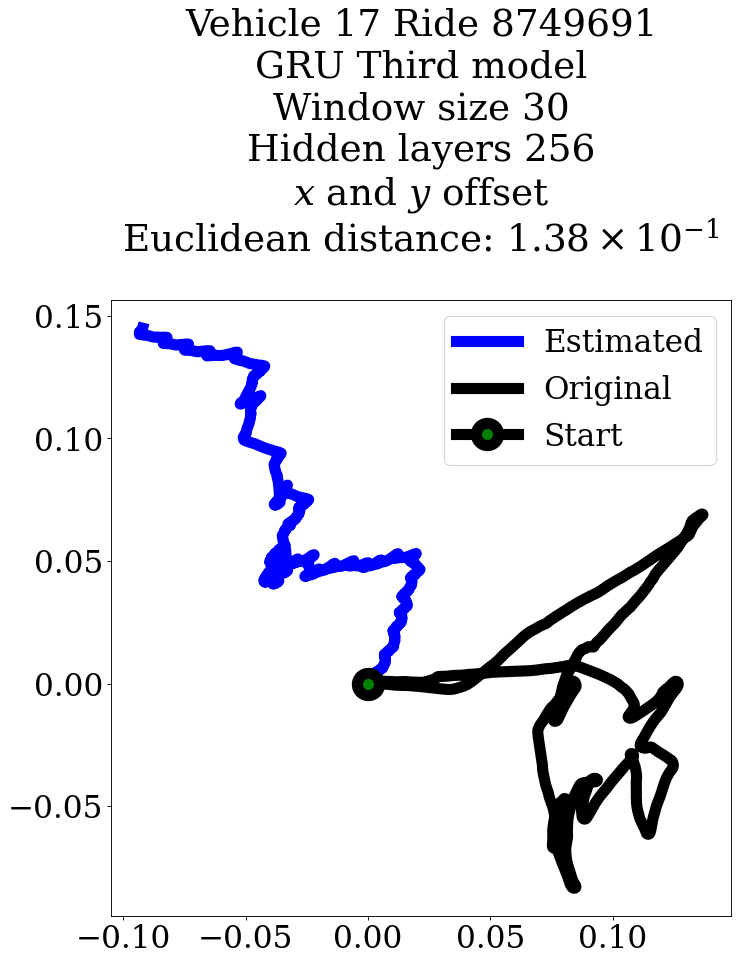 Vehicle 17 Ride 8749691
GRU Third model
Window size 30
Hidden layers 256
x and y offset
Euclidean distance: 1.38 × 10⁻¹
Estimated
Original
Start
0.15
0.10
0.05
0.00
−0.05
−0.10 −0.05 0.00 0.05 0.10